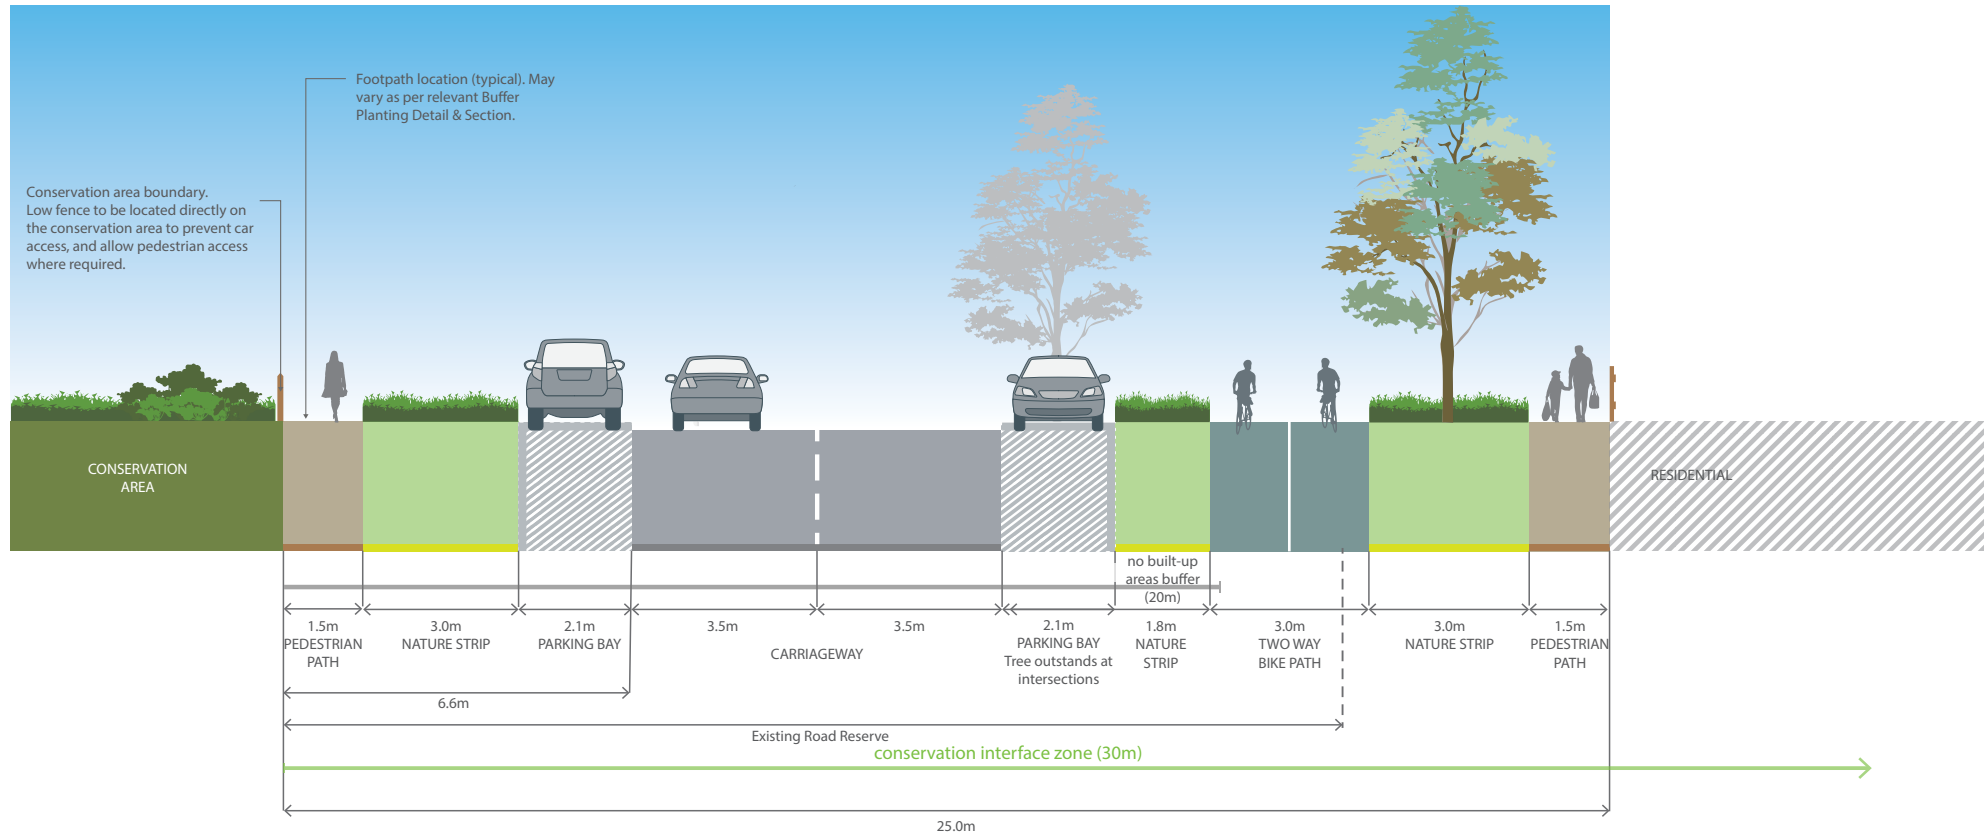 Footpath location (typical). May
vary as per relevant Buffer
Planting Detail & Section.
Conservation area boundary.
Low fence to be located directly on
the conservation area to prevent car
access, and allow pedestrian access
where required.
CONSERVATION
AREA
RESIDENTIAL
no built-up
areas buffer
(20m)
1.5m
PEDESTRIAN
PATH
3.0m
NATURE STRIP
2.1m
PARKING BAY
3.5m
3.5m
CARRIAGEWAY
2.1m
PARKING BAY
Tree outstands at
intersections
1.8m
NATURE
STRIP
3.0m
TWO WAY
BIKE PATH
3.0m
NATURE STRIP
1.5m
PEDESTRIAN
PATH
6.6m
Existing Road Reserve
conservation interface zone (30m)
25.0m